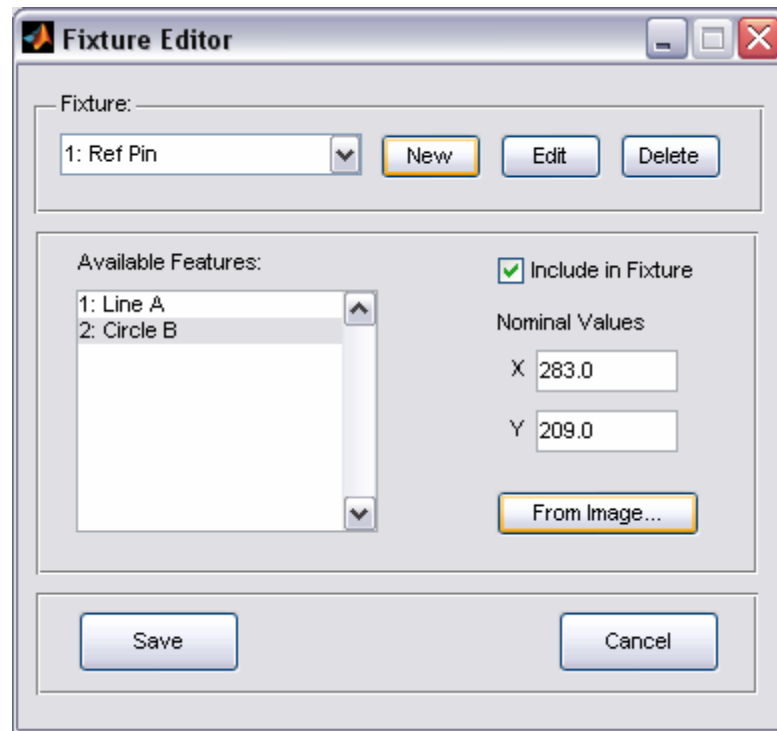 Fixture Editor
Fixture:
1: Ref Pin
New
Edit
Delete
Available Features:
1: Line A
2: Circle B
Include in Fixture
Nominal Values
X 283.0
Y 209.0
From Image...
Save
Cancel